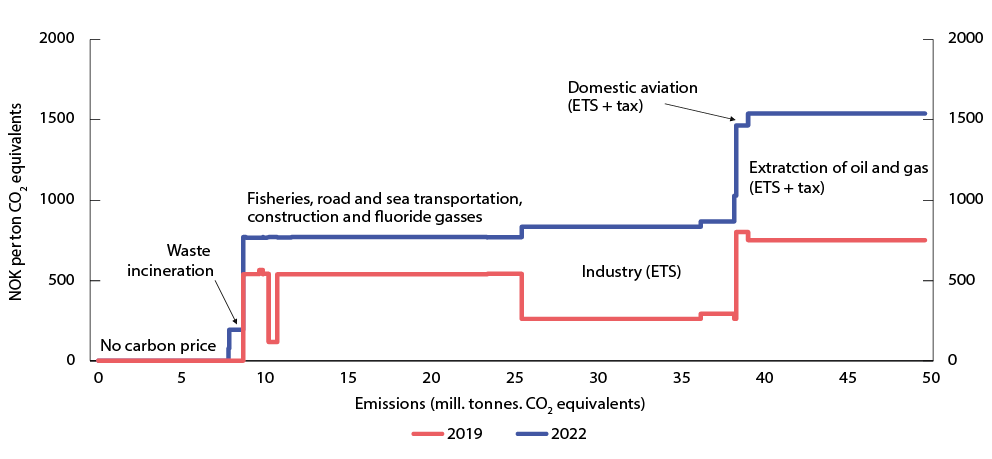 2000
2000
NOK per ton CO2 equivalents
1500
1500
1000
1000
500
500
0
0
Domestic aviation
(ETS + tax)
Extratction of oil and gas
(ETS + tax)
Fisheries, road and sea transportation,
construction and fluoride gasses
Waste
incineration
Industry (ETS)
No carbon price
0 5 10 15 20 25 30 35 40 45 50
Emissions (mill. tonnes. CO2 equivalents)
2019 2022